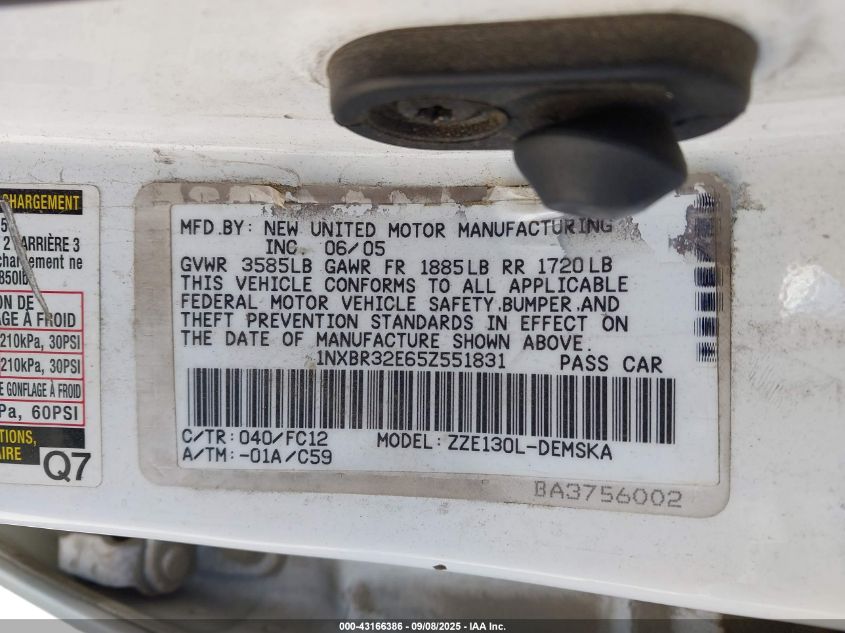 CHARGEMENT
5
2 ARRIÈRE 3
chargement ne
850lb
ON DE
AGE À FROID
210kPa, 30PSI
210kPa, 30PSI
E GONFLAGE À FROID
Pa, 60PSI
TIONS,
AIRE
Q7
MFD.BY: NEW UNITED MOTOR MANUFACTURING
INC 06/05
GVWR 3585LB GAWR FR 1885LB RR 1720LB
THIS VEHICLE CONFORMS TO ALL APPLICABLE
FEDERAL MOTOR VEHICLE SAFETY,BUMPER,AND
THEFT PREVENTION STANDARDS IN EFFECT ON
THE DATE OF MANUFACTURE SHOWN ABOVE.
1NXBR32E65Z551831 PASS CAR
C/TR: 040/FC12 MODEL: ZZE130L-DEMSKA
A/TM: -01A/C59
BA3756002
000-43166386 - 09/08/2025 - IAA Inc.